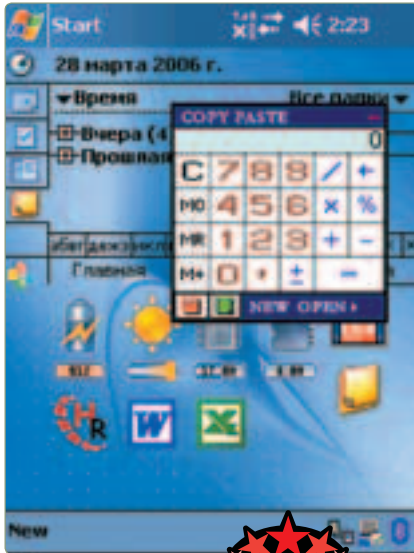 Start 2:23
28 марта 2006 г.
Время Все папки
Вчера (4
Прошлая
COPY PASTE
0
C 7 8 9 / ←
M0 4 5 6 x %
MR 1 2 3 + -
M+ 0 • ± =
NEW OPEN
Главная
HR W X
New